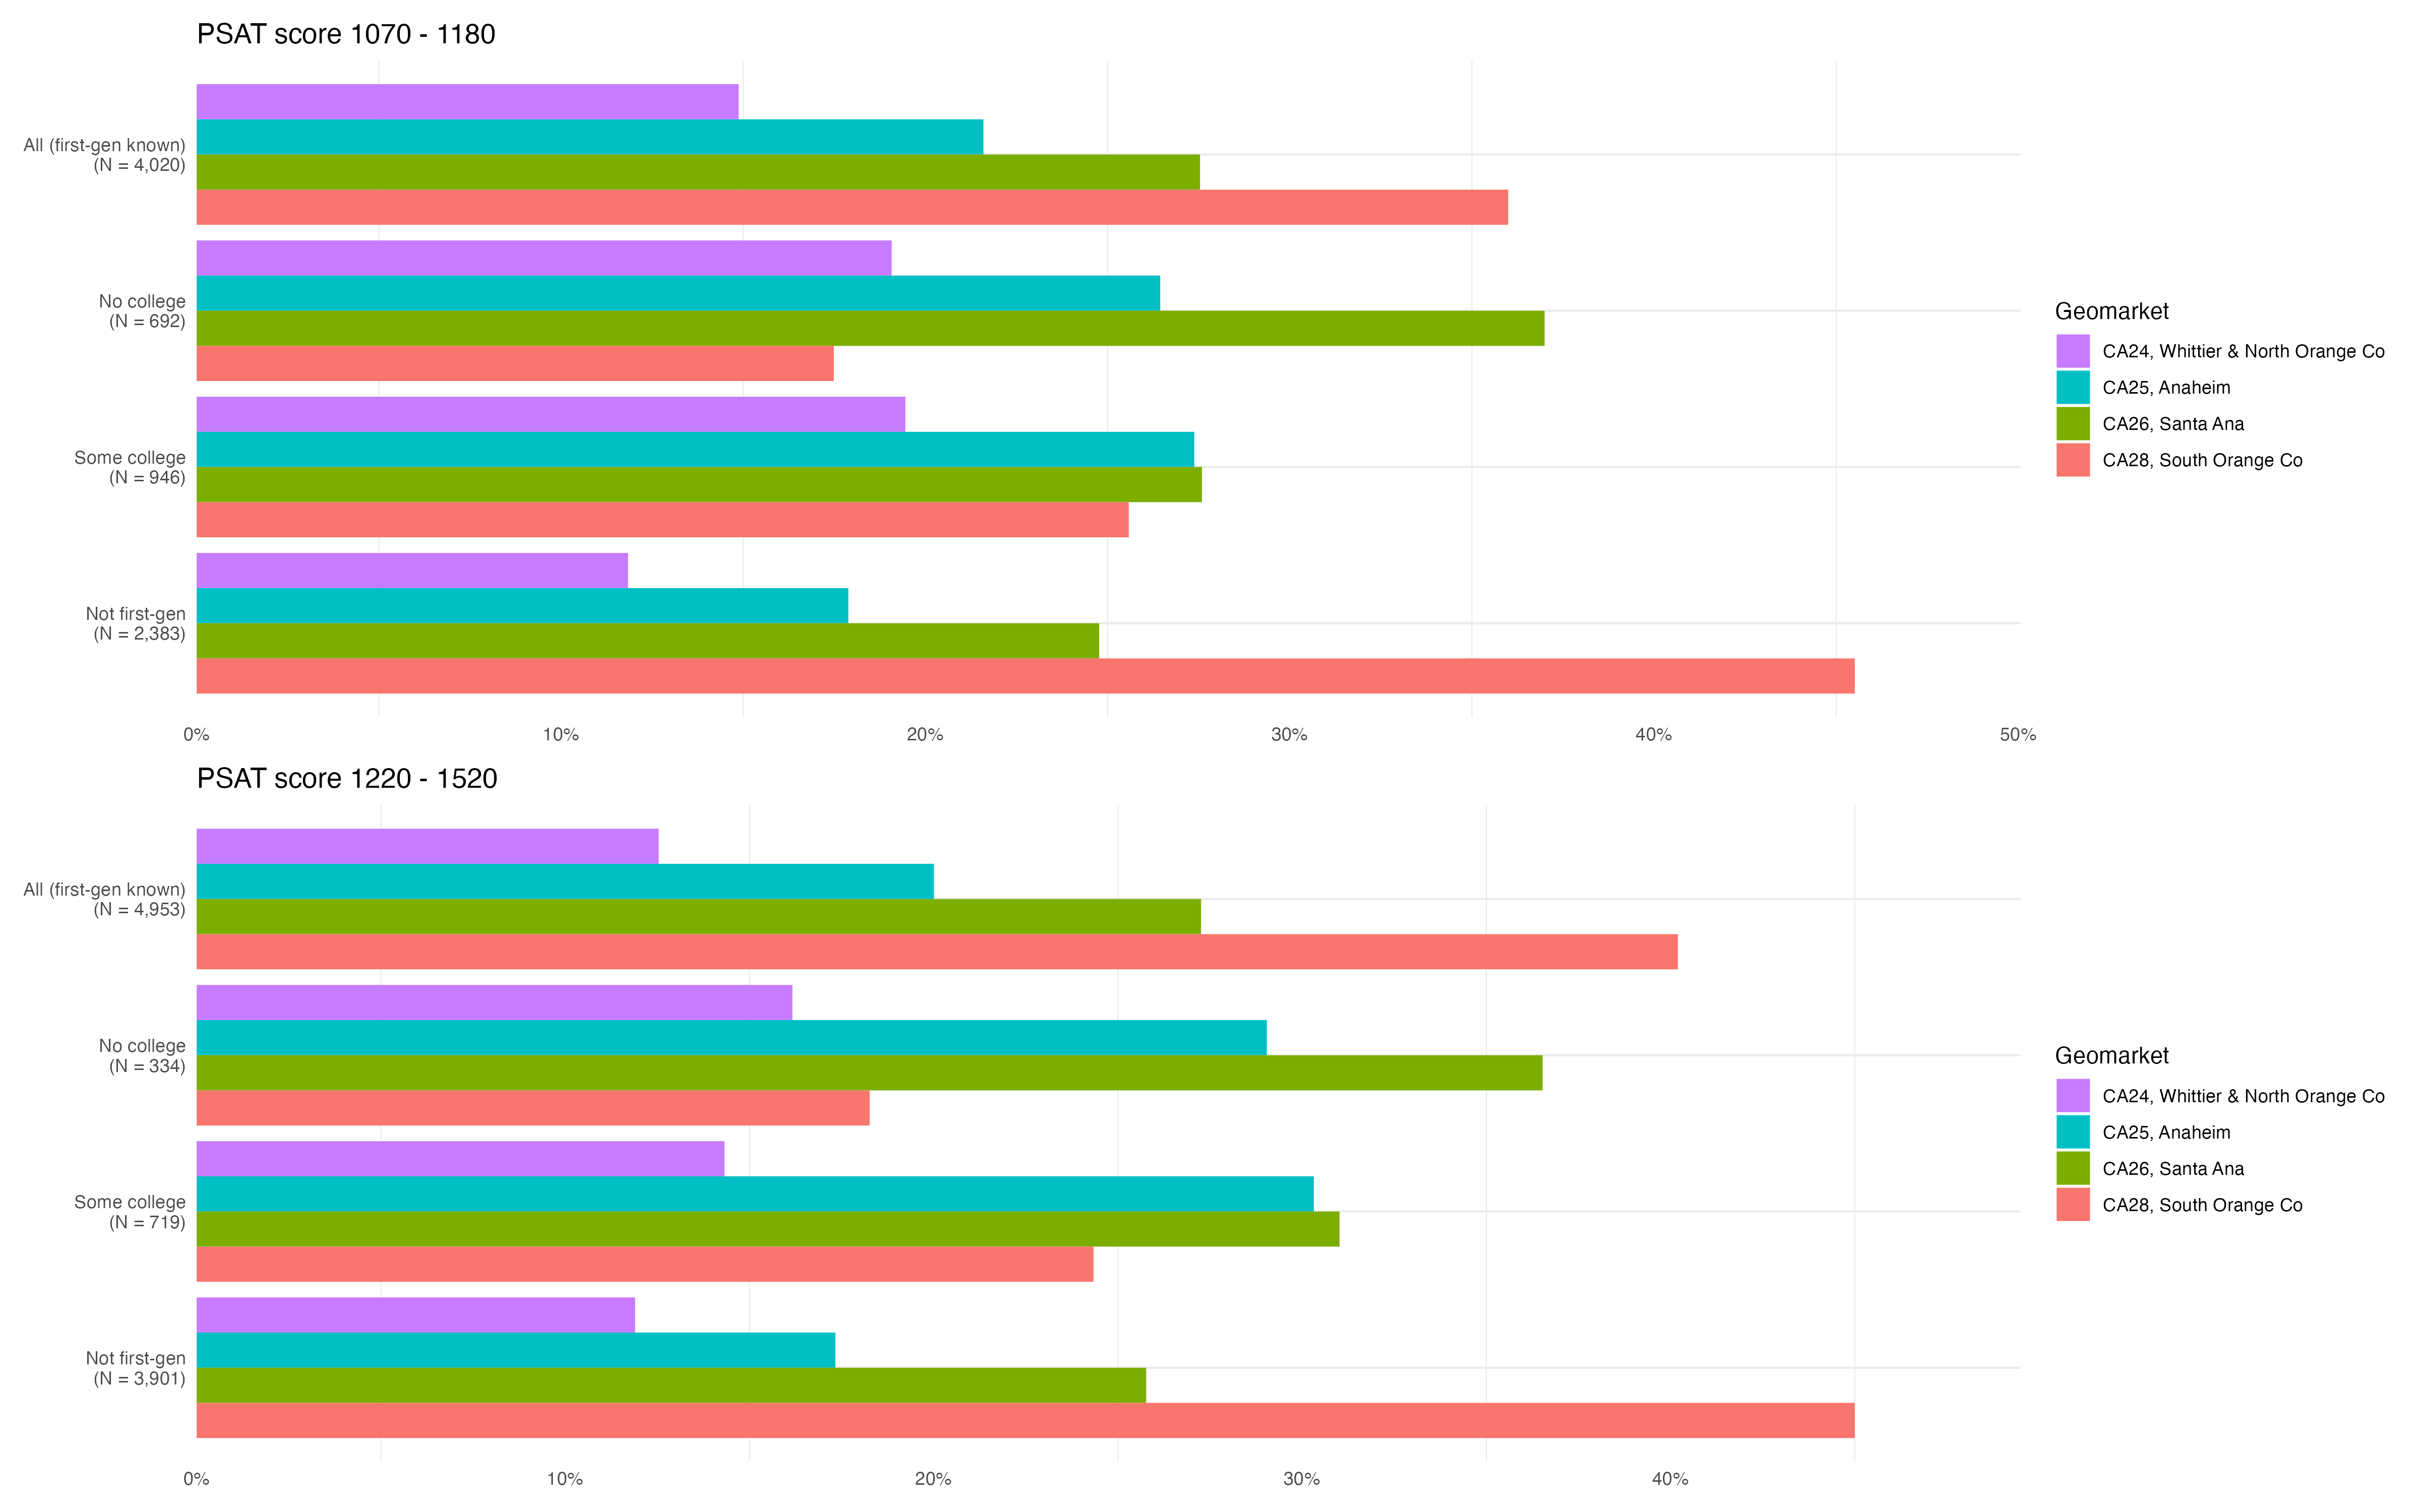 PSAT score 1070 - 1180
All (first-gen known)
(N = 4,020)
No college
(N = 692)
Some college
(N = 946)
Not first-gen
(N = 2,383)
0% 10% 20% 30% 40% 50%
Geomarket
CA24, Whittier & North Orange Co
CA25, Anaheim
CA26, Santa Ana
CA28, South Orange Co
PSAT score 1220 - 1520
All (first-gen known)
(N = 4,953)
No college
(N = 334)
Some college
(N = 719)
Not first-gen
(N = 3,901)
0% 10% 20% 30% 40%
Geomarket
CA24, Whittier & North Orange Co
CA25, Anaheim
CA26, Santa Ana
CA28, South Orange Co